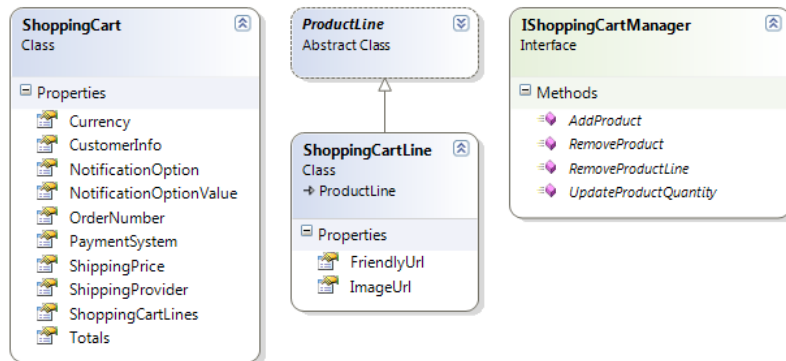 ShoppingCart
Class
Properties
Currency
CustomerInfo
NotificationOption
NotificationOptionValue
OrderNumber
PaymentSystem
ShippingPrice
ShippingProvider
ShoppingCartLines
Totals
ProductLine
Abstract Class
ShoppingCartLine
Class
ProductLine
Properties
FriendlyUrl
ImageUrl
IShoppingCartManager
Interface
Methods
AddProduct
RemoveProduct
RemoveProductLine
UpdateProductQuantity